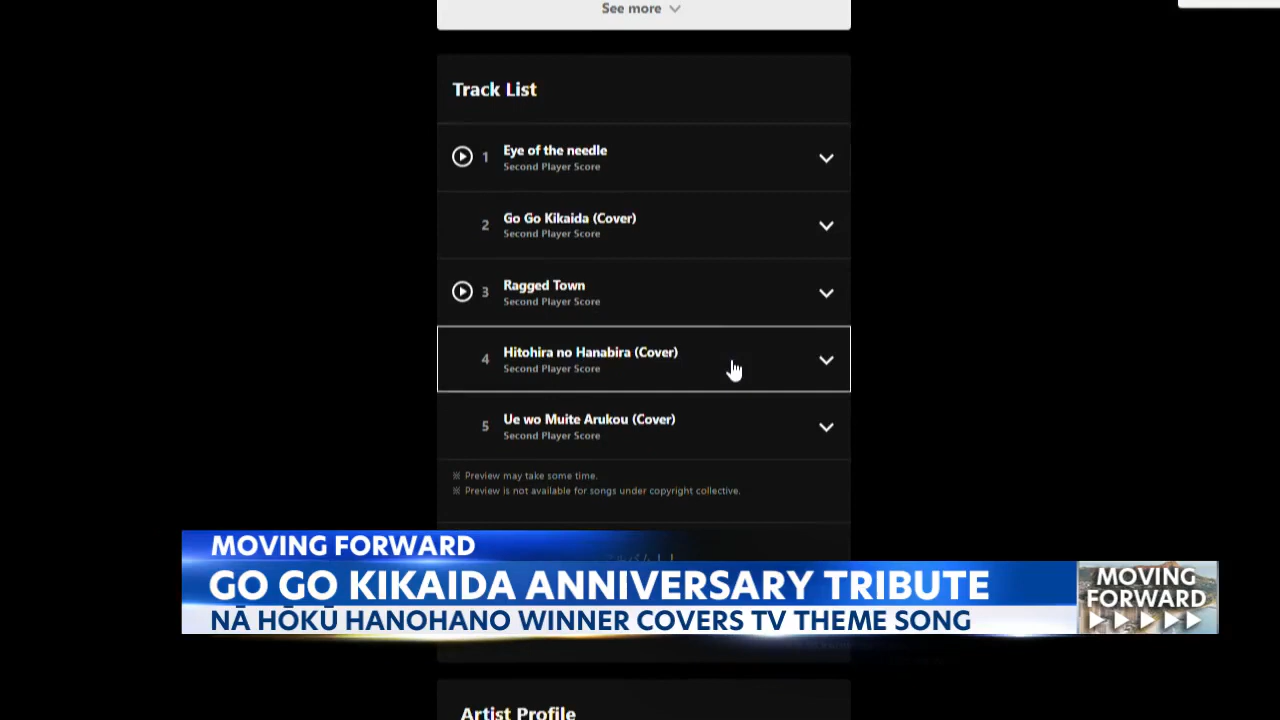 See more
Track List
1 Eye of the needle
Second Player Score
2 Go Go Kikaida (Cover)
Second Player Score
3 Ragged Town
Second Player Score
4 Hitohira no Hanabira (Cover)
Second Player Score
5 Ue wo Muite Arukou (Cover)
Second Player Score
※ Preview may take some time.
※ Preview is not available for songs under copyright collective.
MOVING FORWARD
GO GO KIKAIDA ANNIVERSARY TRIBUTE
NĀ HŌKŪ HANOHANO WINNER COVERS TV THEME SONG
MOVING
FORWARD
Artist Profile